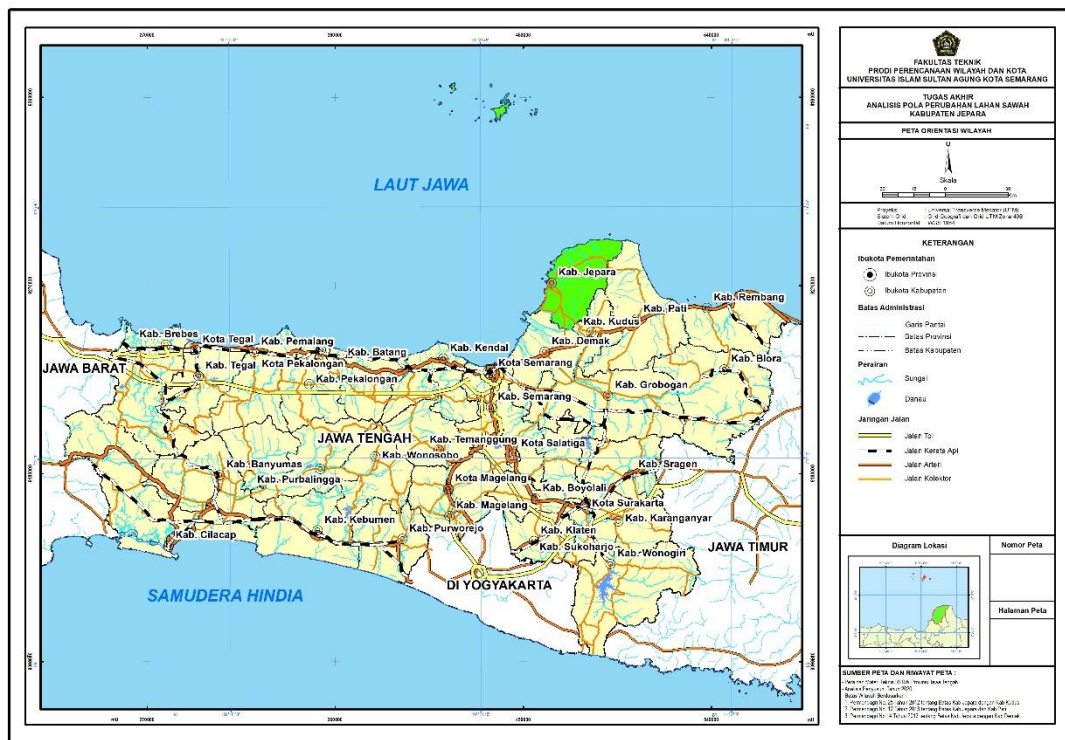 FAKULTAS TEKNIK
PRODI PERENCANAAN WILAYAH DAN KOTA
UNIVERSITAS ISLAM SULTAN AGUNG KOTA SEMARANG
TUGAS AKHIR
ANALISIS POLA PERUBAHAN LAHAN SAWAH
KABUPATEN JEPARA
PETA ORIENTASI WILAYAH
U
Skala
Km
KETERANGAN
Ibukota Pemerintahan
Ibukota Provinsi
Ibukota Kabupaten
Batas Administrasi
Garis Pantai
Batas Provinsi
Batas Kabupaten
Perairan
Sungai
Danau
Jaringan Jalan
Jalan Tol
Jalan Kereta Api
Jalan Arteri
Jalan Kolektor
Diagram Lokasi
Nomor Peta
Halaman Peta
SUMBER PETA DAN RIWAYAT PETA :
LAUT JAWA
Kab. Jepara
Kab. Rembang
Kab. Pati
Kab. Kudus
Kab. Demak
Kab. Brebes
Kota Tegal
Kab. Pemalang
Kab. Batang
Kab. Kendal
Kota Semarang
Kab. Blora
JAWA BARAT
Kab. Tegal
Kota Pekalongan
Kab. Pekalongan
Kab. Grobogan
Kab. Semarang
JAWA TENGAH
Kab. Temanggung
Kota Salatiga
Kab. Wonosobo
Kab. Banyumas
Kab. Purbalingga
Kab. Sragen
Kota Magelang
Kab. Boyolali
Kota Surakarta
Kab. Magelang
Kab. Karanganyar
Kab. Kebumen
Kab. Purworejo
Kab. Klaten
Kab. Cilacap
Kab. Sukoharjo
Kab. Wonogiri
JAWA TIMUR
DI YOGYAKARTA
SAMUDERA HINDIA